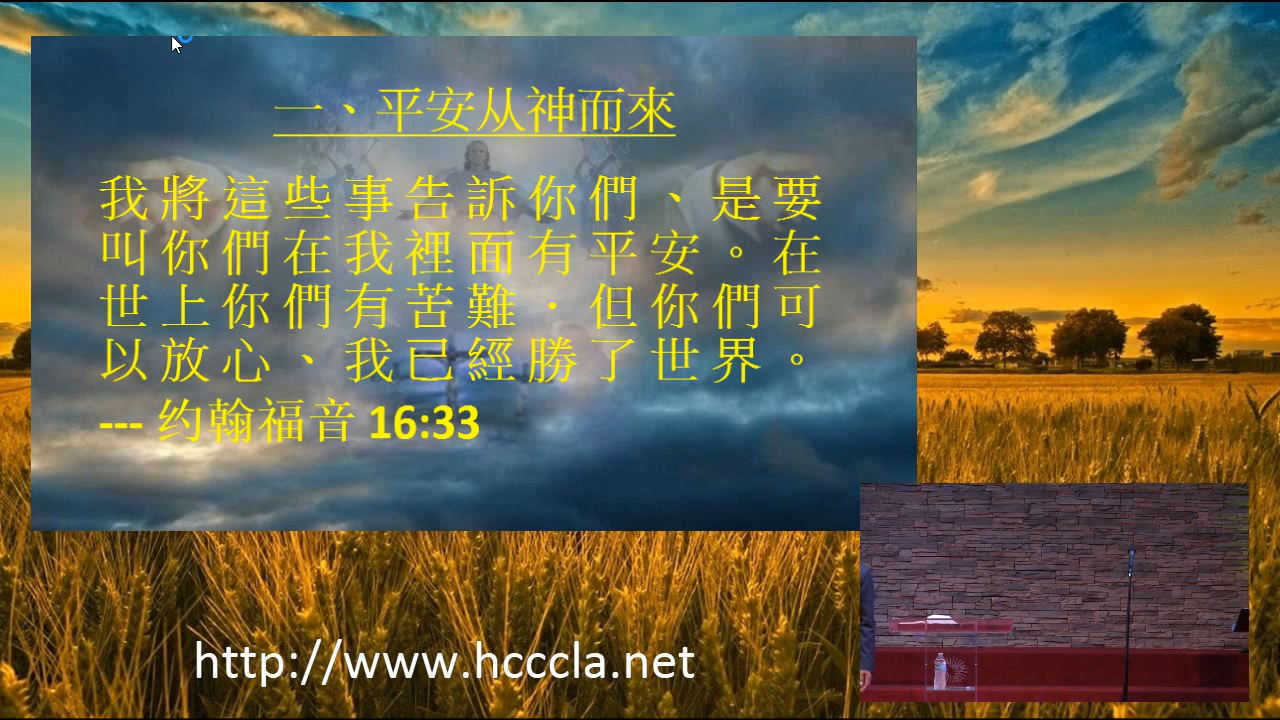 一、平安从神而來
我將這些事告訴你們、是要
叫你們在我裡面有平安。在
世上你們有苦難．但你們可
以放心、我已經勝了世界。
--- 约翰福音 16:33
http://www.hcccla.net